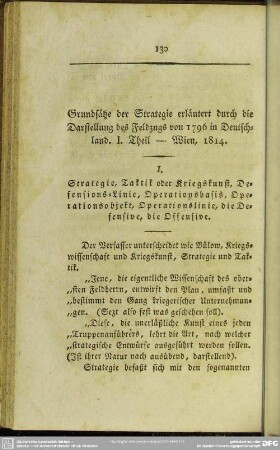 130
Grundsätze der Strategie erläutert durch die
Darstellung des Feldzugs von 1796 in Deutsch-
land. I. Theil — Wien, 1814.
I.
Strategie, Taktik oder Kriegskunst, De-
fensions-Linie, Operationsbasis, Ope-
rationsobjekt, Operationslinie, die De-
fensive, die Offensive.
Der Verfasser unterscheidet wie Bülow, Kriegs-
wissenschaft und Kriegskunst, Strategie und Tak-
tik.
„Jene, die eigentliche Wissenschaft des ober-
„sten Feldherrn, entwirft den Plan, umfaßt und
„bestimmt den Gang kriegerischer Unternehmun-
„gen. (Setzt also fest was geschehen soll).
„Diese, die unerläßliche Kunst eines jeden
„Truppenanführers, lehrt die Art, nach welcher
„strategische Entwürfe ausgeführt werden sollen.
(Ist ihrer Natur nach ausübend, darstellend).
Strategie befaßt sich mit den sogenannten